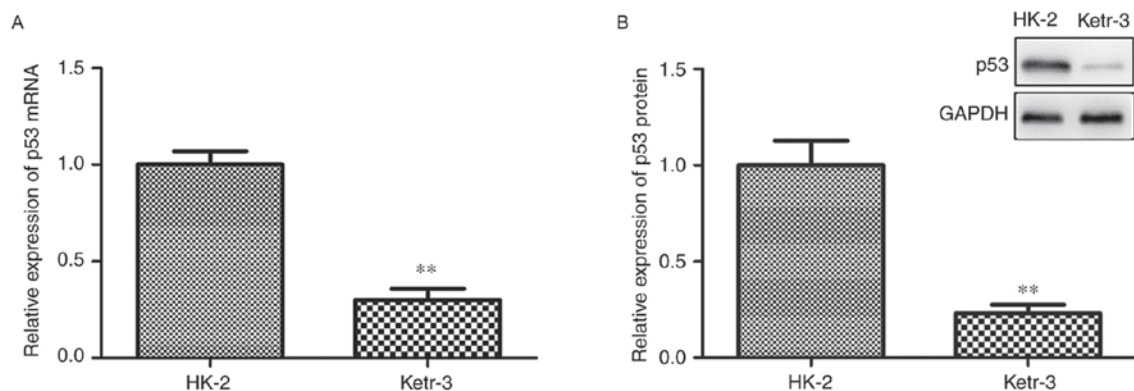 A
Relative expression of p53 mRNA
1.5
1.0
0.5
0.0
**
HK-2
Ketr-3
B
Relative expression of p53 protein
1.5
1.0
0.5
0.0
**
HK-2
Ketr-3
HK-2 Ketr-3
p53
GAPDH